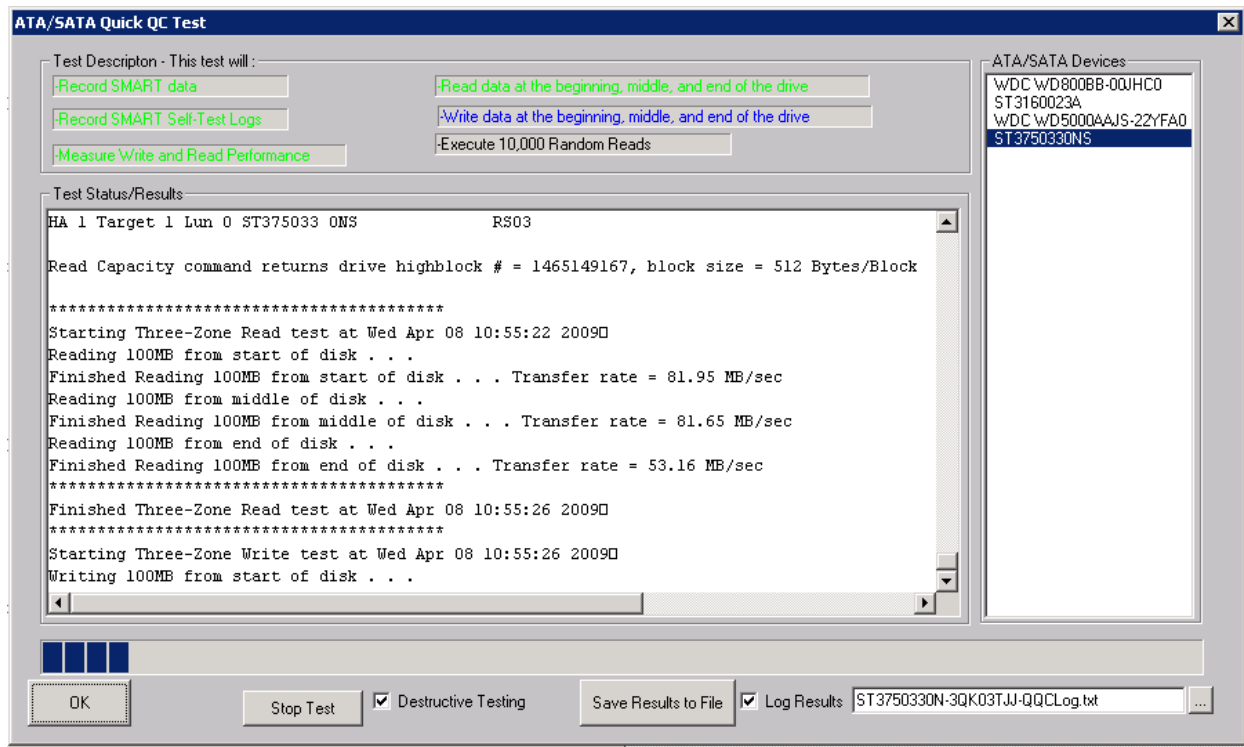 ATA/SATA Quick QC Test
Test Descripton - This test will :
-Record SMART data
-Read data at the beginning, middle, and end of the drive
-Record SMART Self-Test Logs
-Write data at the beginning, middle, and end of the drive
-Measure Write and Read Performance
-Execute 10,000 Random Reads
ATA/SATA Devices
WDC WD800BB-00JHC0
ST3160023A
WDC WD5000AAJS-22YFA0
ST3750330NS
Test Status/Results
HA 1 Target 1 Lun 0 ST375033 0NS RS03
Read Capacity command returns drive highblock # = 1465149167, block size = 512 Bytes/Block
*****************************************
Starting Three-Zone Read test at Wed Apr 08 10:55:22 2009
Reading 100MB from start of disk . . .
Finished Reading 100MB from start of disk . . . Transfer rate = 81.95 MB/sec
Reading 100MB from middle of disk . . .
Finished Reading 100MB from middle of disk . . . Transfer rate = 81.65 MB/sec
Reading 100MB from end of disk . . .
Finished Reading 100MB from end of disk . . . Transfer rate = 53.16 MB/sec
*****************************************
Finished Three-Zone Read test at Wed Apr 08 10:55:26 2009
*****************************************
Starting Three-Zone Write test at Wed Apr 08 10:55:26 2009
Writing 100MB from start of disk . . .
OK
Stop Test
Destructive Testing
Save Results to File
Log Results
ST3750330N-3QK03TJJ-QQCLog.txt
...